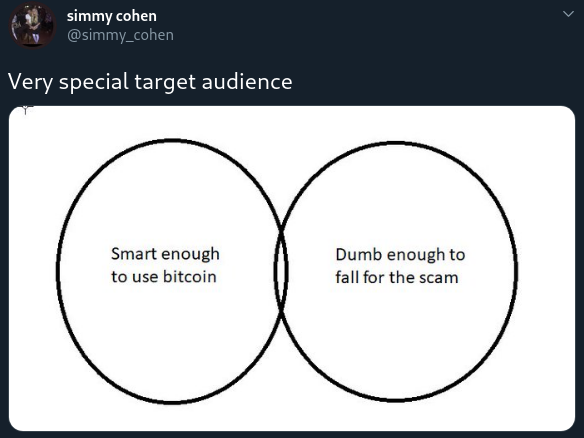 simmy cohen
@simmy_cohen
Very special target audience
Smart enough
to use bitcoin
Dumb enough to
fall for the scam